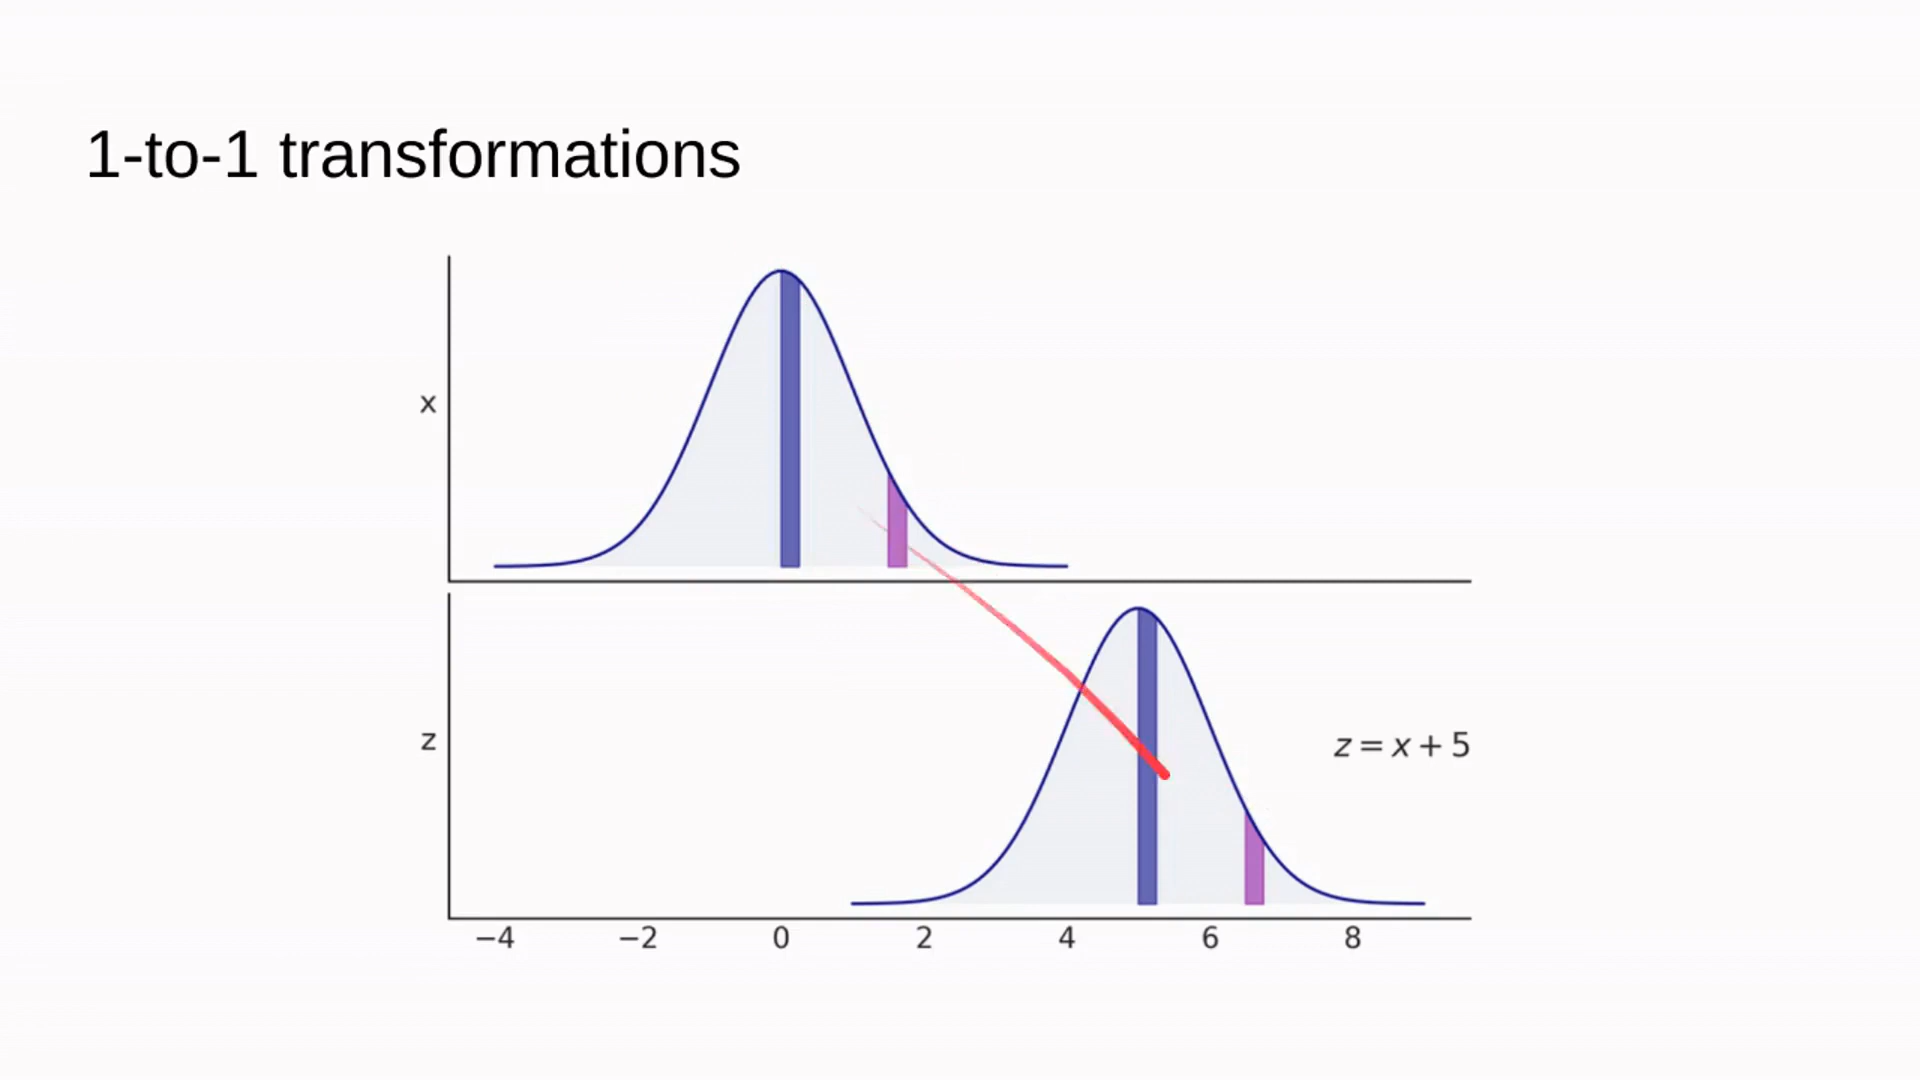 1-to-1 transformations
x
z
z = x + 5
−4 −2 0 2 4 6 8